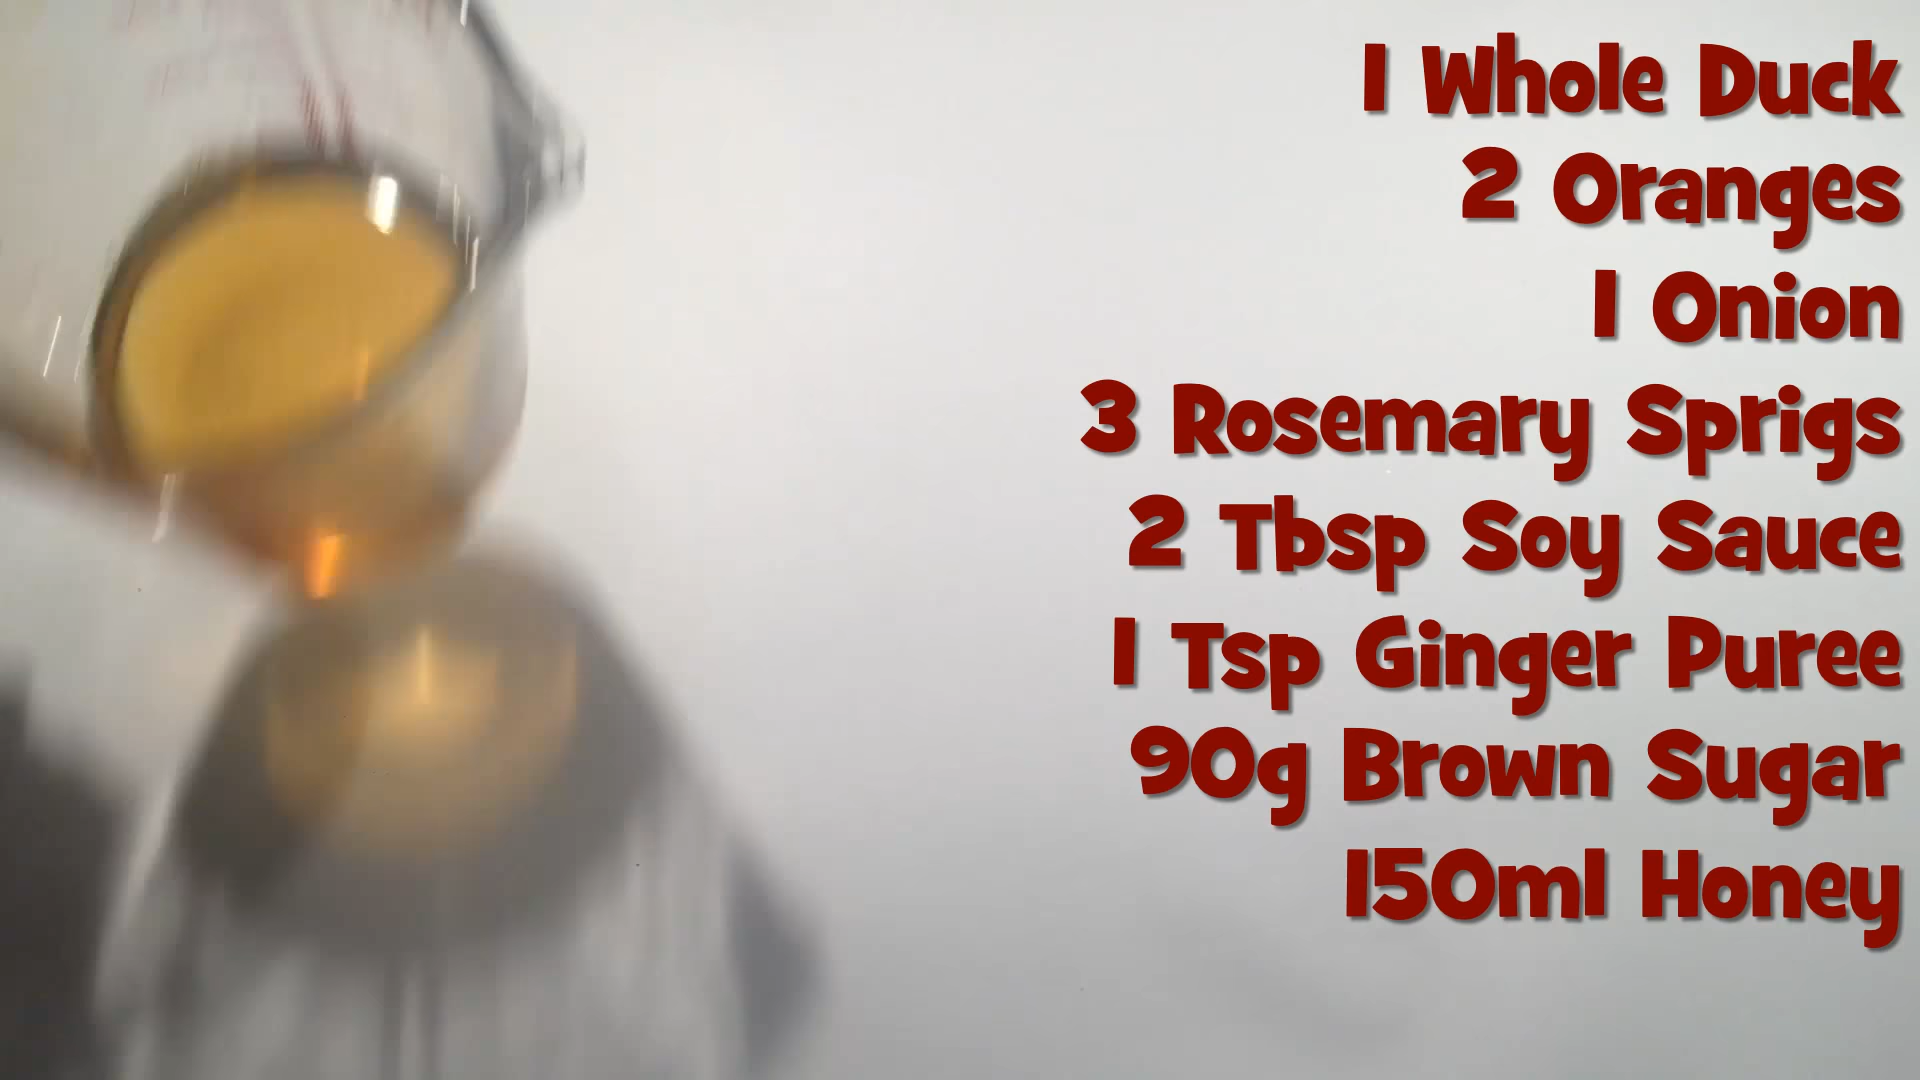 1 Whole Duck
2 Oranges
1 Onion
3 Rosemary Sprigs
2 Tbsp Soy Sauce
1 Tsp Ginger Puree
90g Brown Sugar
150ml Honey